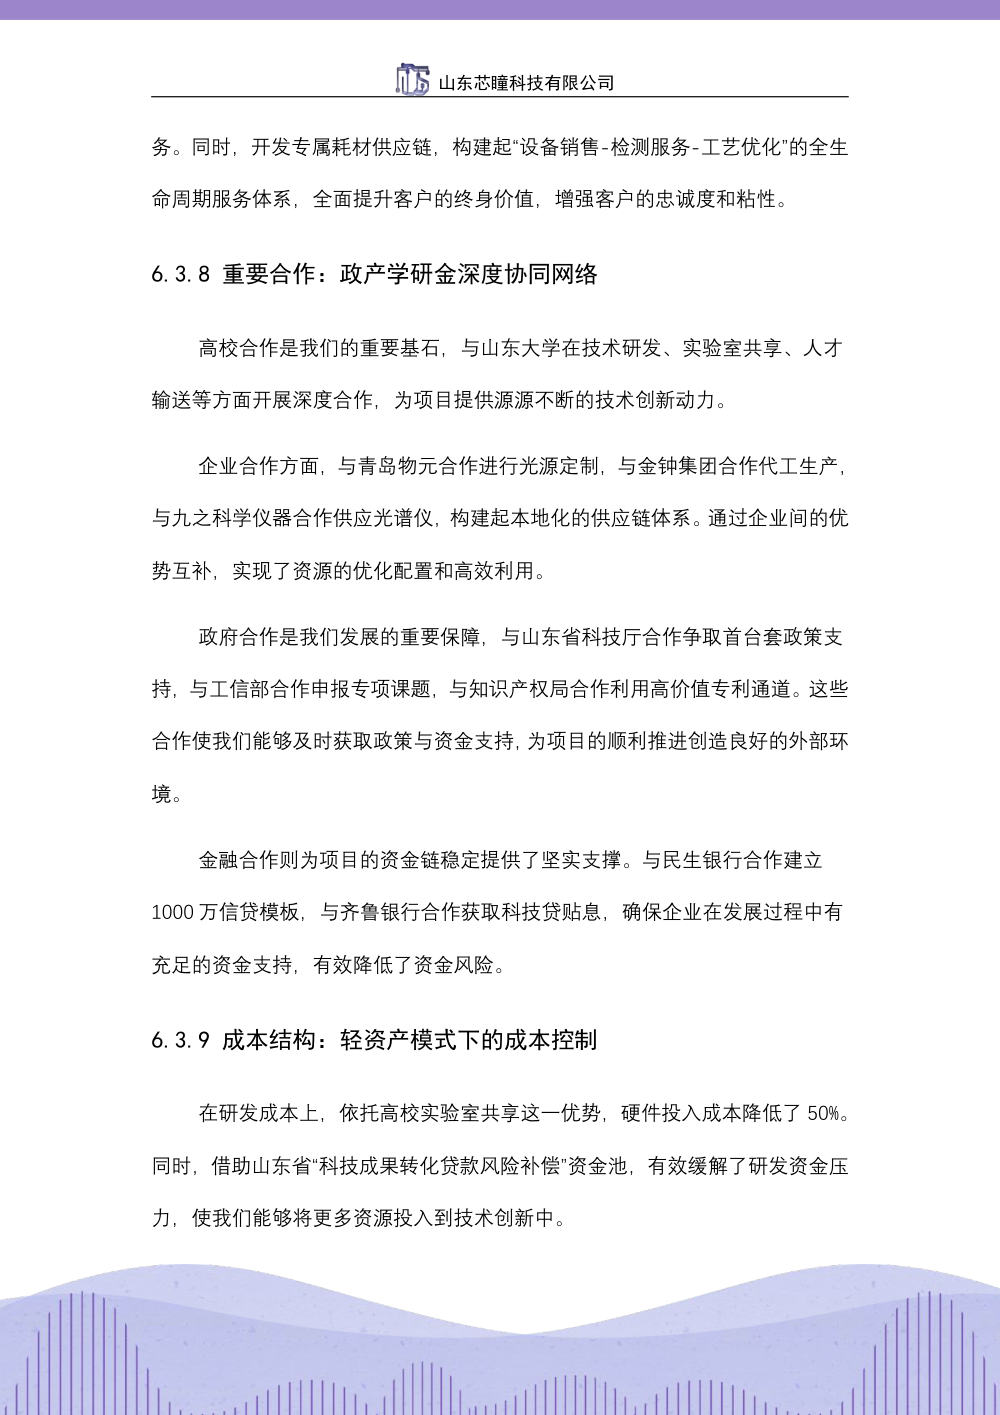 山东芯瞳科技有限公司
务。同时，开发专属耗材供应链，构建起“设备销售-检测服务-工艺优化”的全生
命周期服务体系，全面提升客户的终身价值，增强客户的忠诚度和粘性。
6.3.8 重要合作：政产学研金深度协同网络
高校合作是我们的重要基石，与山东大学在技术研发、实验室共享、人才
输送等方面开展深度合作，为项目提供源源不断的技术创新动力。
企业合作方面，与青岛物元合作进行光源定制，与金钟集团合作代工生产，
与九之科学仪器合作供应光谱仪，构建起本地化的供应链体系。通过企业间的优
势互补，实现了资源的优化配置和高效利用。
政府合作是我们发展的重要保障，与山东省科技厅合作争取首台套政策支
持，与工信部合作申报专项课题，与知识产权局合作利用高价值专利通道。这些
合作使我们能够及时获取政策与资金支持，为项目的顺利推进创造良好的外部环
境。
金融合作则为项目的资金链稳定提供了坚实支撑。与民生银行合作建立
1000 万信贷模板，与齐鲁银行合作获取科技贷贴息，确保企业在发展过程中有
充足的资金支持，有效降低了资金风险。
6.3.9 成本结构：轻资产模式下的成本控制
在研发成本上，依托高校实验室共享这一优势，硬件投入成本降低了 50%。
同时，借助山东省“科技成果转化贷款风险补偿”资金池，有效缓解了研发资金压
力，使我们能够将更多资源投入到技术创新中。